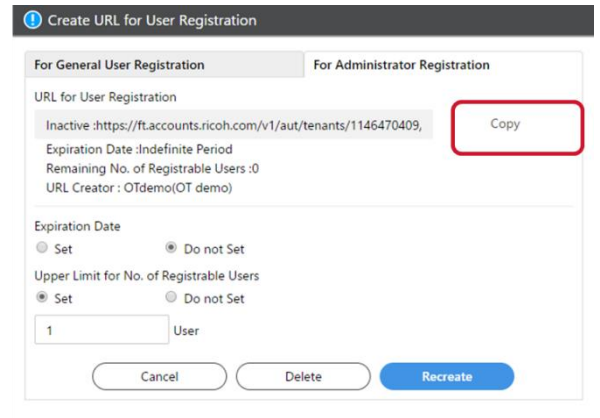 Create URL for User Registration
For General User Registration For Administrator Registration
URL for User Registration
Inactive :https://ft.accounts.ricoh.com/v1/aut/tenants/1146470409, Copy
Expiration Date :Indefinite Period
Remaining No. of Registrable Users :0
URL Creator : OTdemo(OT demo)
Expiration Date
Set Do not Set
Upper Limit for No. of Registrable Users
Set Do not Set
1 User
Cancel Delete Recreate